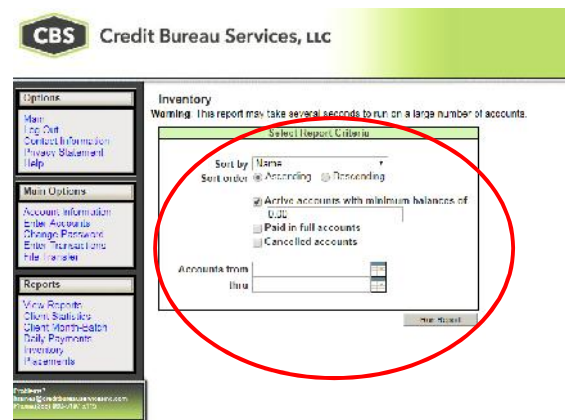 CBS Credit Bureau Services, LLC
Options
Main
Log Out
Contact Information
Privacy Statement
Help
Main Options
Account Information
Enter Accounts
Change Password
Enter Transactions
File Transfer
Reports
View Reports
Client Statistics
Client Month-Batch
Daily Payments
Inventory
Placements
Problems?
Inventory
Warning: This report may take several seconds to run on a large number of accounts.
Select Report Criteria
Sort by Name
Sort order Ascending Descending
Active accounts with minimum balances of
0.00
Paid in full accounts
Cancelled accounts
Accounts from
thru
Run Report